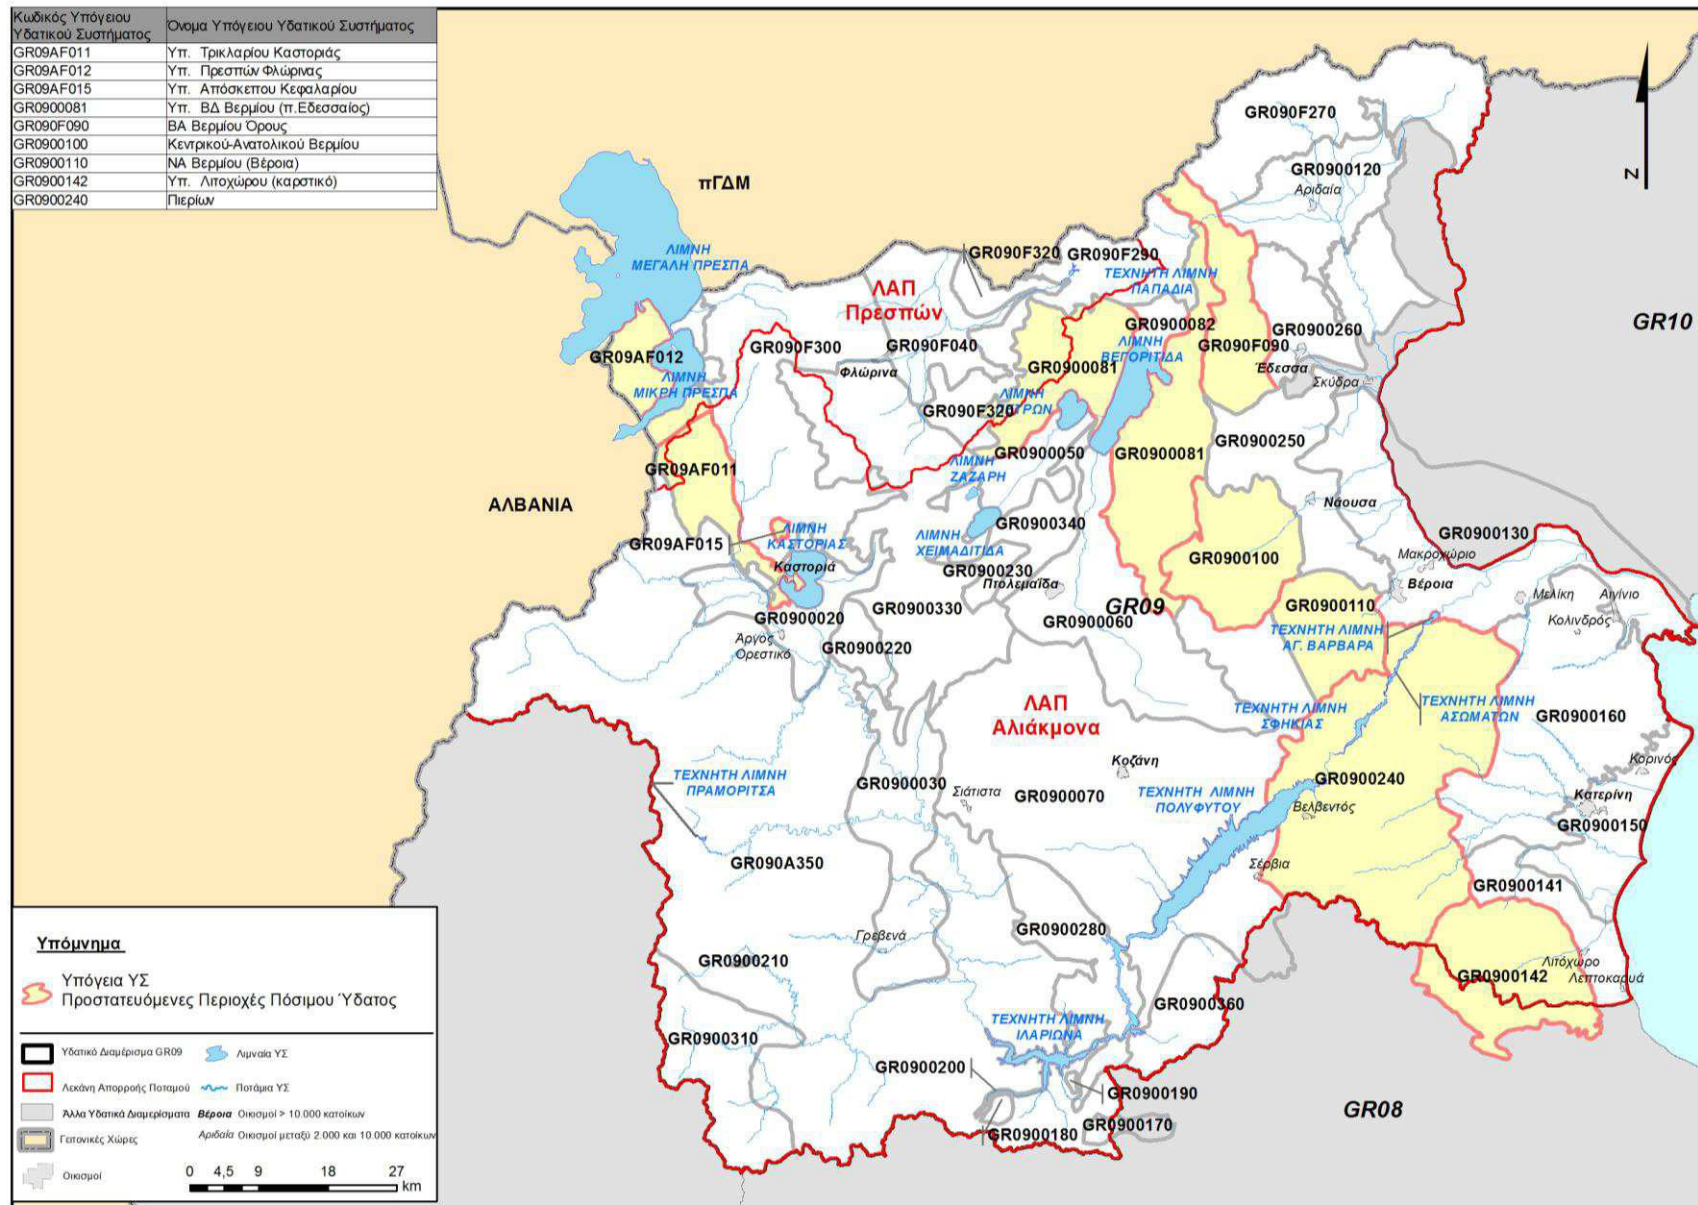 Κωδικός Υπόγειου Υδατικού Συστήματος
Όνομα Υπόγειου Υδατικού Συστήματος
GR09AF011 Υπ. Τρικλαρίου Καστοριάς
GR09AF012 Υπ. Πρεσπών Φλώρινας
GR09AF015 Υπ. Απόσκεπου Κεφαλαρίου
GR0900081 Υπ. ΒΔ Βερμίου (π.Εδεσσαίος)
GR090F090 ΒΑ Βερμίου Όρους
GR0900100 Κεντρικού-Ανατολικού Βερμίου
GR0900110 ΝΑ Βερμίου (Βέροια)
GR0900142 Υπ. Λιτοχώρου (καρστικό)
GR0900240 Πιερίων
GR090F270
N
πΓΔΜ
GR0900120
Αριδαία
ΛΙΜΝΗ
ΜΕΓΑΛΗ ΠΡΕΣΠΑ
GR090F320
GR090F290
ΤΕΧΝΗΤΗ ΛΙΜΝΗ
ΠΑΠΑΔΙΑ
ΛΑΠ
Πρεσπών
GR0900082
GR0900260
GR10
GR090F300
GR090F040
ΛΙΜΝΗ
ΒΕΓΟΡΙΤΙΔΑ
GR090F090
GR09AF012
Φλώρινα
GR0900081
Έδεσσα
Σκύδρα
ΛΙΜΝΗ
ΜΙΚΡΗ ΠΡΕΣΠΑ
ΛΙΜΝΗ
GR090F320
GR0900250
GR0900050
GR0900081
GR09AF011
ΛΙΜΝΗ
ΖΑΖΑΡΗ
ΑΛΒΑΝΙΑ
Νάουσα
GR0900340
ΛΙΜΝΗ
ΚΑΣΤΟΡΙΑΣ
ΛΙΜΝΗ
ΧΕΙΜΑΔΙΤΙΔΑ
GR09AF015
GR0900130
Μακροχώριο
GR0900100
Καστοριά
GR0900230
Πτολεμαΐδα
Βέροια
Μελίκη
Αιγίνιο
GR0900330
GR09
GR0900110
Κολινδρός
GR0900020
GR0900060
ΤΕΧΝΗΤΗ ΛΙΜΝΗ
ΑΓ. ΒΑΡΒΑΡΑ
Άργος
Ορεστικό
GR0900220
ΛΑΠ
Αλιάκμονα
ΤΕΧΝΗΤΗ ΛΙΜΝΗ
ΣΦΗΚΙΑΣ
ΤΕΧΝΗΤΗ ΛΙΜΝΗ
ΑΣΩΜΑΤΩΝ
GR0900160
Κορινός
Κοζάνη
ΤΕΧΝΗΤΗ ΛΙΜΝΗ
ΠΡΑΜΟΡΙΤΣΑ
GR0900030
Σιάτιστα
GR0900070
ΤΕΧΝΗΤΗ ΛΙΜΝΗ
ΠΟΛΥΦΥΤΟΥ
GR0900240
Βελβεντός
Κατερίνη
GR0900150
GR090A350
Σέρβια
GR0900141
Γρεβενά
GR0900280
GR0900210
Λιτόχωρο
Λεπτοκαρυά
GR0900142
GR0900360
ΤΕΧΝΗΤΗ ΛΙΜΝΗ
ΙΛΑΡΙΩΝΑ
GR0900310
GR0900200
GR0900190
GR0900170
GR0900180
GR08
Υπόμνημα
Υπόγεια ΥΣ
Προστατευόμενες Περιοχές Πόσιμου Ύδατος
Υδατικό Διαμέρισμα GR09
Λιμναία ΥΣ
Λεκάνη Απορροής Ποταμού
Ποτάμια ΥΣ
Άλλα Υδατικά Διαμερίσματα
Βέροια Οικισμοί > 10.000 κατοίκων
Γειτονικές Χώρες
Αριδαία Οικισμοί μεταξύ 2.000 και 10.000 κατοίκων
Οικισμοί
0 4,5 9 18 27
km